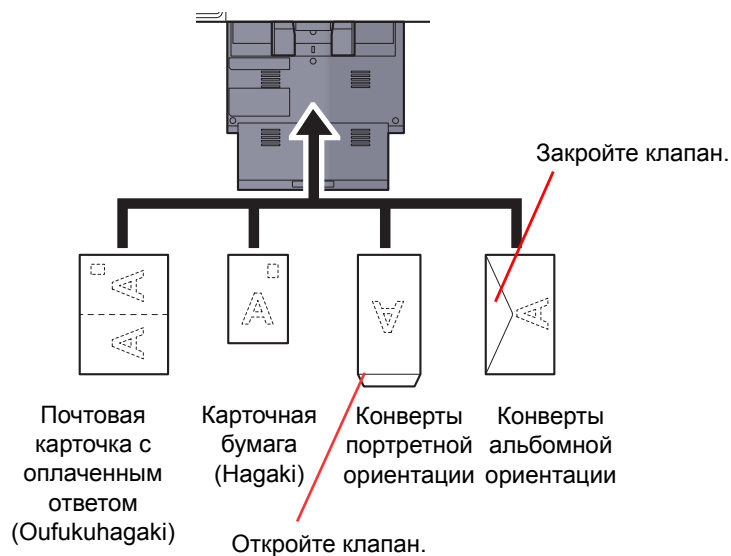 Закройте клапан.
A
A
A
A
A
Почтовая
карточка с
оплаченным
ответом
(Oufukuhagaki)
Карточная
бумага
(Hagaki)
Конверты
портретной
ориентации
Конверты
альбомной
ориентации
Откройте клапан.